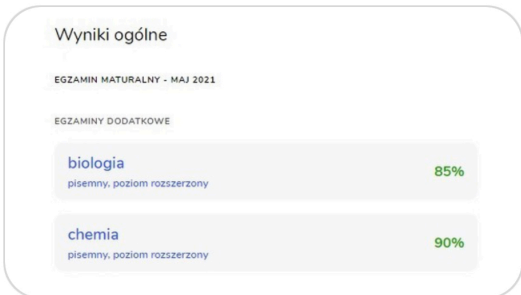 Wyniki ogólne
EGZAMIN MATURALNY - MAJ 2021
EGZAMINY DODATKOWE
biologia
pisemny, poziom rozszerzony
85%
chemia
pisemny, poziom rozszerzony
90%